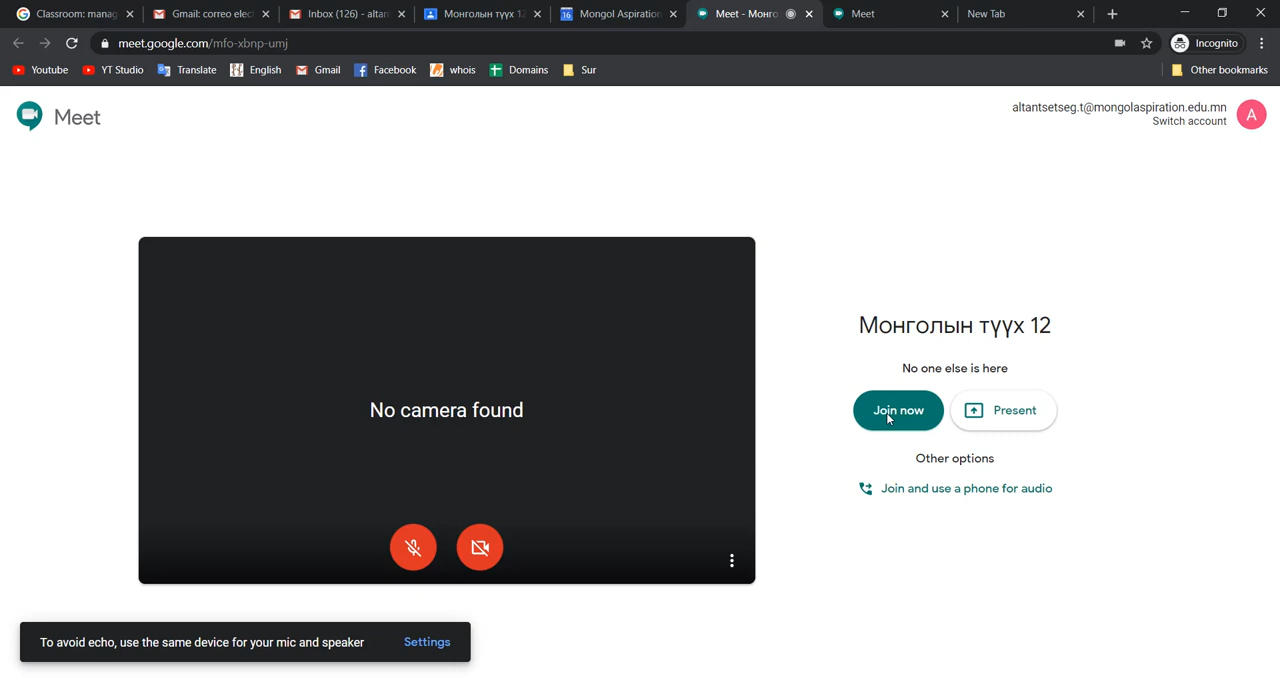 Classroom: manag
Gmail: correo elec
Inbox (126) - altan
Монголын түүх 12
Mongol Aspiration
Meet - Монго
Meet
New Tab
meet.google.com/mfo-xbnp-umj
Incognito
Youtube
YT Studio
Translate
English
Gmail
Facebook
whois
Domains
Sur
Other bookmarks
Meet
altantsetseg.t@mongolaspiration.edu.mn
Switch account
A
No camera found
Монголын түүх 12
No one else is here
Join now
Present
Other options
Join and use a phone for audio
To avoid echo, use the same device for your mic and speaker Settings